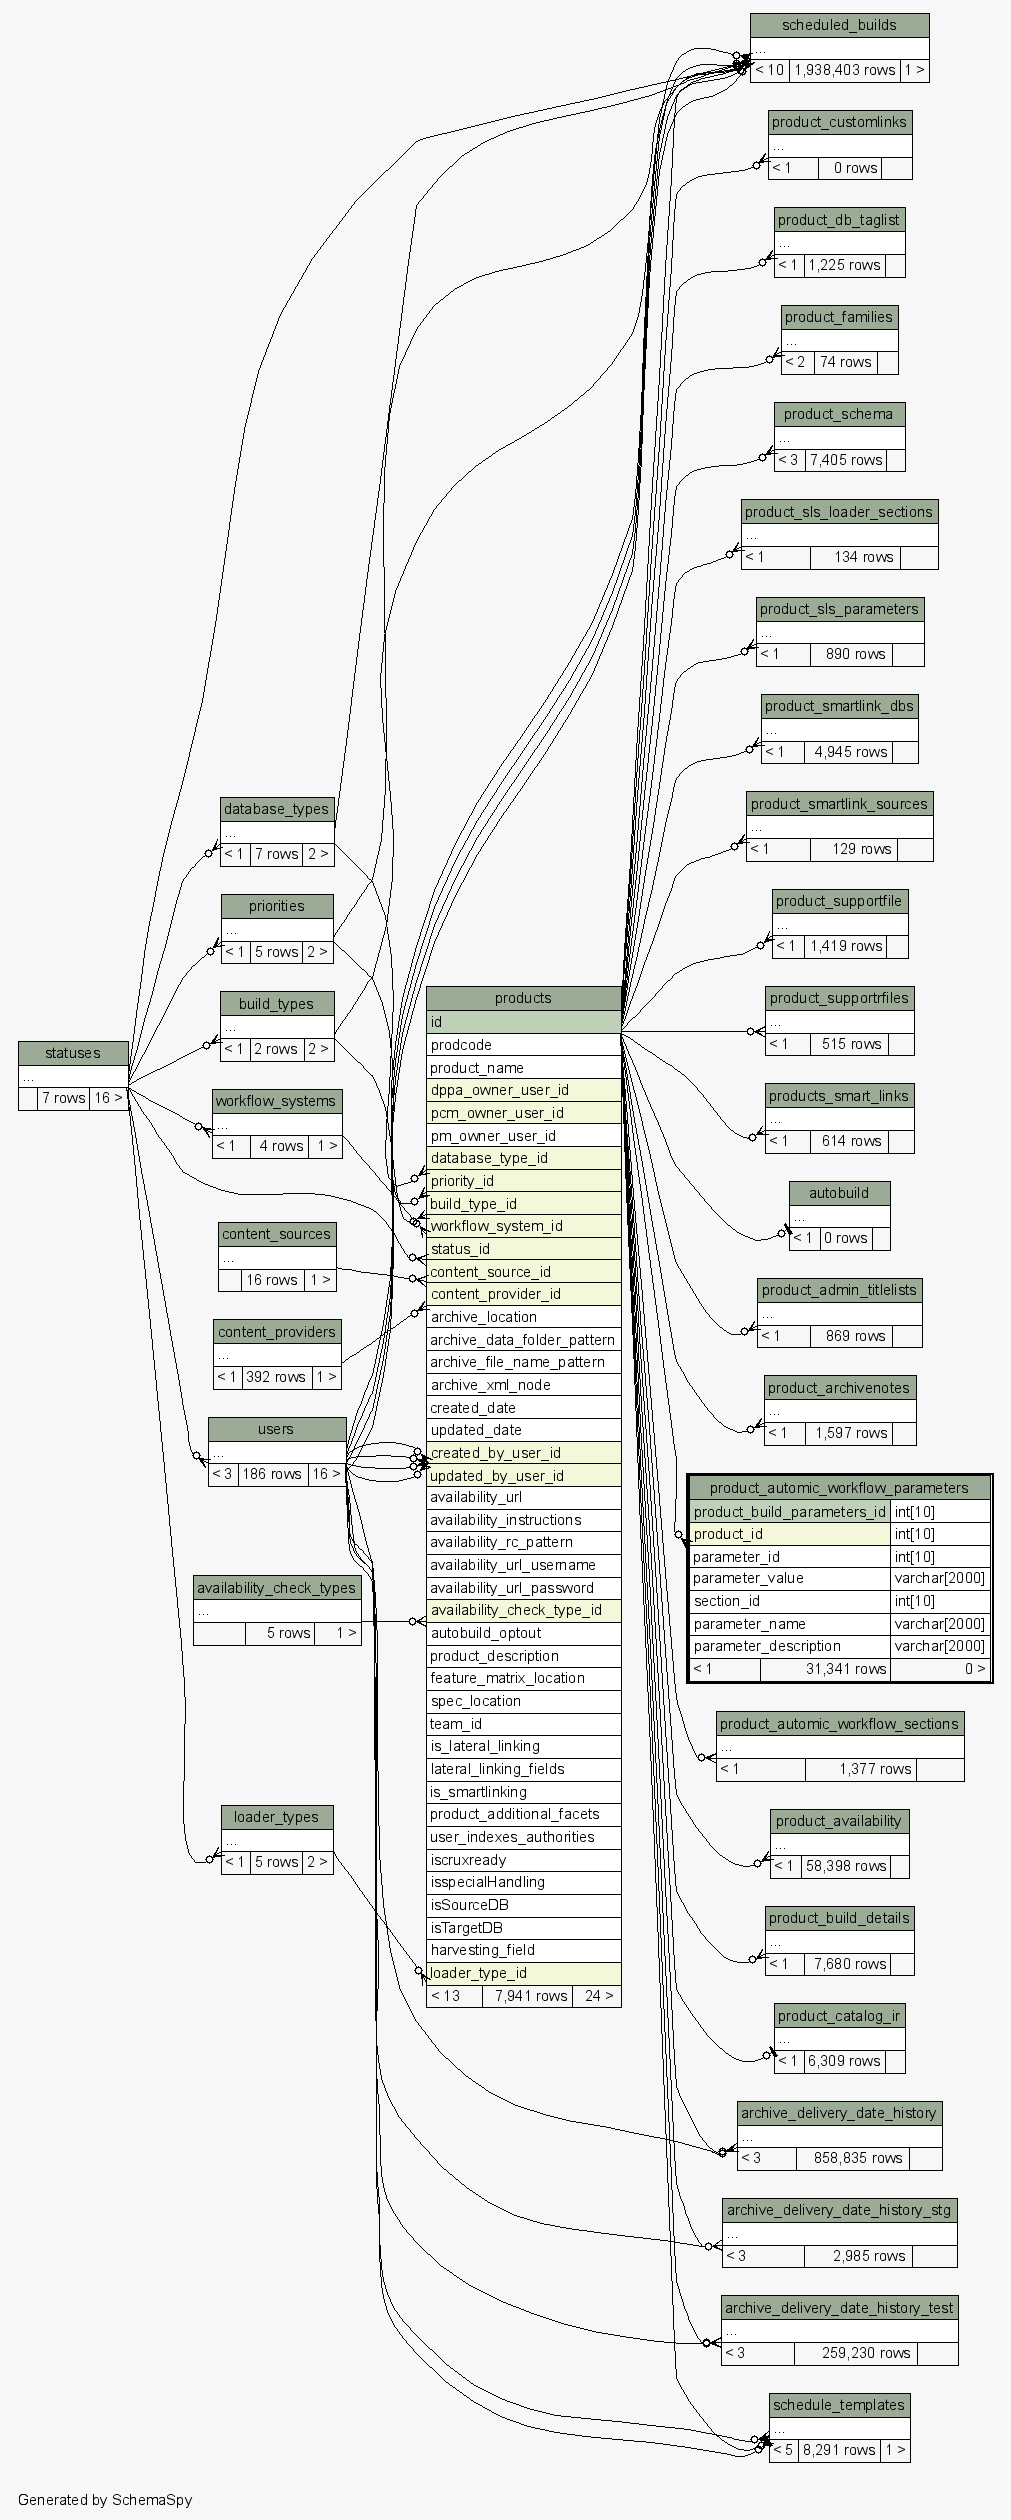 scheduled_builds
...
< 10 1,938,403 rows 1 >
product_customlinks
...
< 1 0 rows
product_db_taglist
...
< 1 1,225 rows
product_families
...
< 2 74 rows
product_schema
...
< 3 7,405 rows
product_sls_loader_sections
...
< 1 134 rows
product_sls_parameters
...
< 1 890 rows
product_smartlink_dbs
...
< 1 4,945 rows
product_smartlink_sources
...
< 1 129 rows
product_supportfile
...
< 1 1,419 rows
product_supportrfiles
...
< 1 515 rows
products_smart_links
...
< 1 614 rows
autobuild
...
< 1 0 rows
product_admin_titlelists
...
< 1 869 rows
product_archivenotes
...
< 1 1,597 rows
product_automic_workflow_parameters
product_build_parameters_id int[10]
product_id int[10]
parameter_id int[10]
parameter_value varchar[2000]
section_id int[10]
parameter_name varchar[2000]
parameter_description varchar[2000]
< 1 31,341 rows 0 >
product_automic_workflow_sections
...
< 1 1,377 rows
product_availability
...
< 1 58,398 rows
product_build_details
...
< 1 7,680 rows
product_catalog_ir
...
< 1 6,309 rows
archive_delivery_date_history
...
< 3 858,835 rows
archive_delivery_date_history_stg
...
< 3 2,985 rows
archive_delivery_date_history_test
...
< 3 259,230 rows
schedule_templates
...
< 5 8,291 rows 1 >
database_types
...
< 1 7 rows 2 >
priorities
...
< 1 5 rows 2 >
build_types
...
< 1 2 rows 2 >
statuses
...
7 rows 16 >
workflow_systems
...
< 1 4 rows 1 >
content_sources
...
16 rows 1 >
content_providers
...
< 1 392 rows 1 >
users
...
< 3 186 rows 16 >
availability_check_types
...
5 rows 1 >
loader_types
...
< 1 5 rows 2 >
products
id
prodcode
product_name
dppa_owner_user_id
pcm_owner_user_id
pm_owner_user_id
database_type_id
priority_id
build_type_id
workflow_system_id
status_id
content_source_id
content_provider_id
archive_location
archive_data_folder_pattern
archive_file_name_pattern
archive_xml_node
created_date
updated_date
created_by_user_id
updated_by_user_id
availability_url
availability_instructions
availability_rc_pattern
availability_url_username
availability_url_password
availability_check_type_id
autobuild_optout
product_description
feature_matrix_location
spec_location
team_id
is_lateral_linking
lateral_linking_fields
is_smartlinking
product_additional_facets
user_indexes_authorities
iscruxready
isspecialHandling
isSourceDB
isTargetDB
harvesting_field
loader_type_id
< 13 7,941 rows 24 >
Generated by SchemaSpy